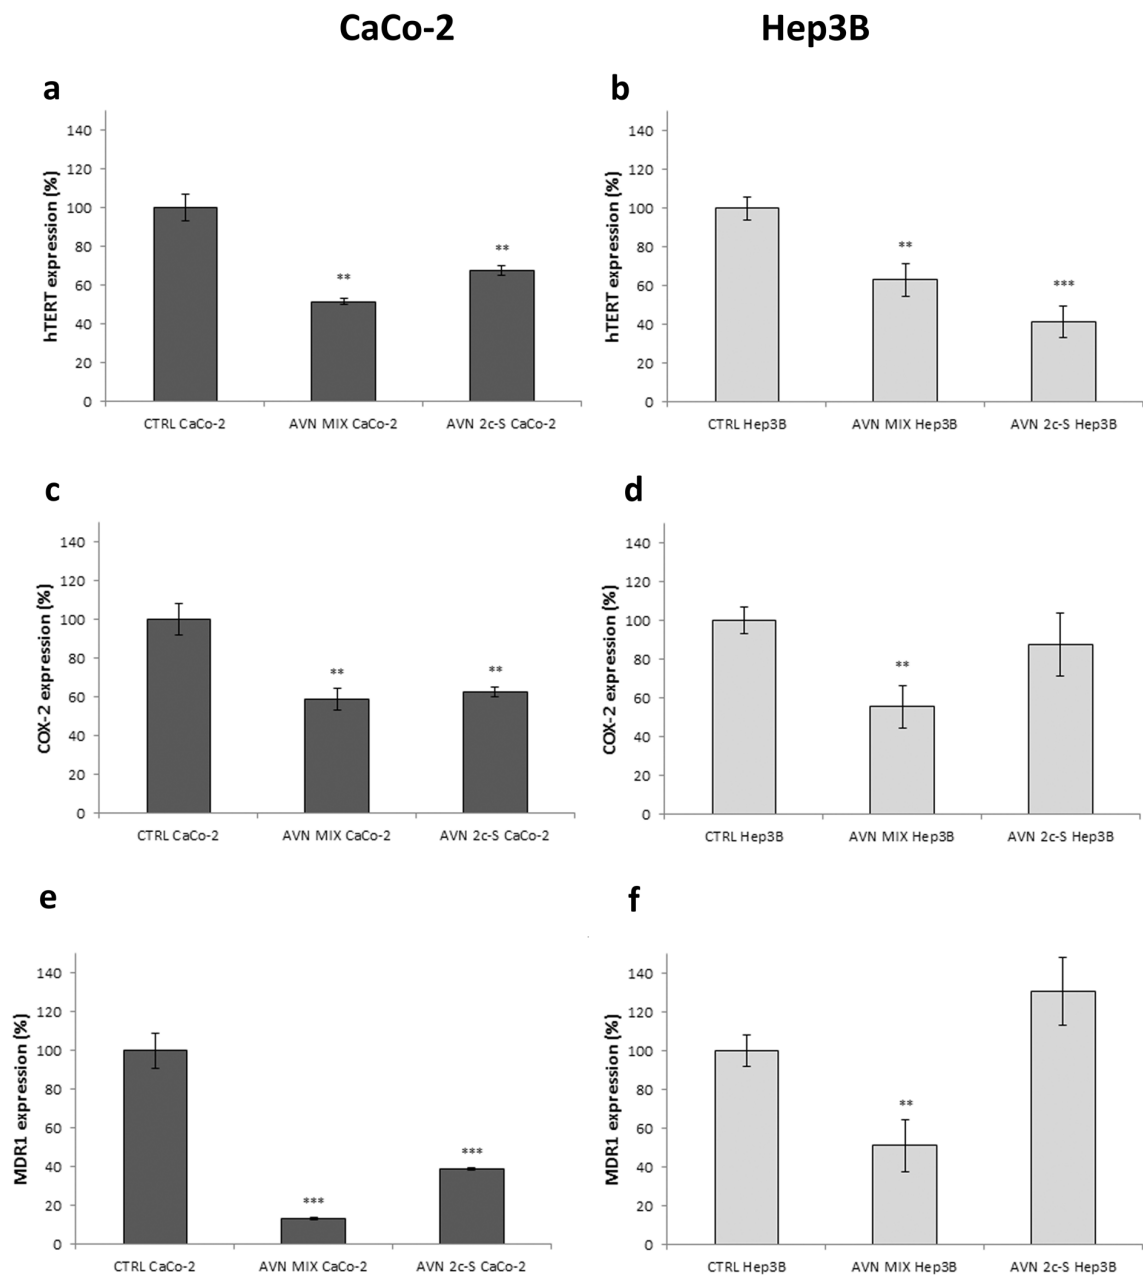 CaCo-2 Hep3B
a
hTERT expression (%)
140
120
100
80
60
40
20
0
** **
CTRL CaCo-2 AVN MIX CaCo-2 AVN 2c-S CaCo-2
b
hTERT expression (%)
140
120
100
80
60
40
20
0
** ***
CTRL Hep3B AVN MIX Hep3B AVN 2c-S Hep3B
c
COX-2 expression (%)
140
120
100
80
60
40
20
0
** **
CTRL CaCo-2 AVN MIX CaCo-2 AVN 2c-S CaCo-2
d
COX-2 expression (%)
140
120
100
80
60
40
20
0
**
CTRL Hep3B AVN MIX Hep3B AVN 2c-S Hep3B
e
MDR1 expression (%)
140
120
100
80
60
40
20
0
*** ***
CTRL CaCo-2 AVN MIX CaCo-2 AVN 2c-S CaCo-2
f
MDR1 expression (%)
140
120
100
80
60
40
20
0
**
CTRL Hep3B AVN MIX Hep3B AVN 2c-S Hep3B